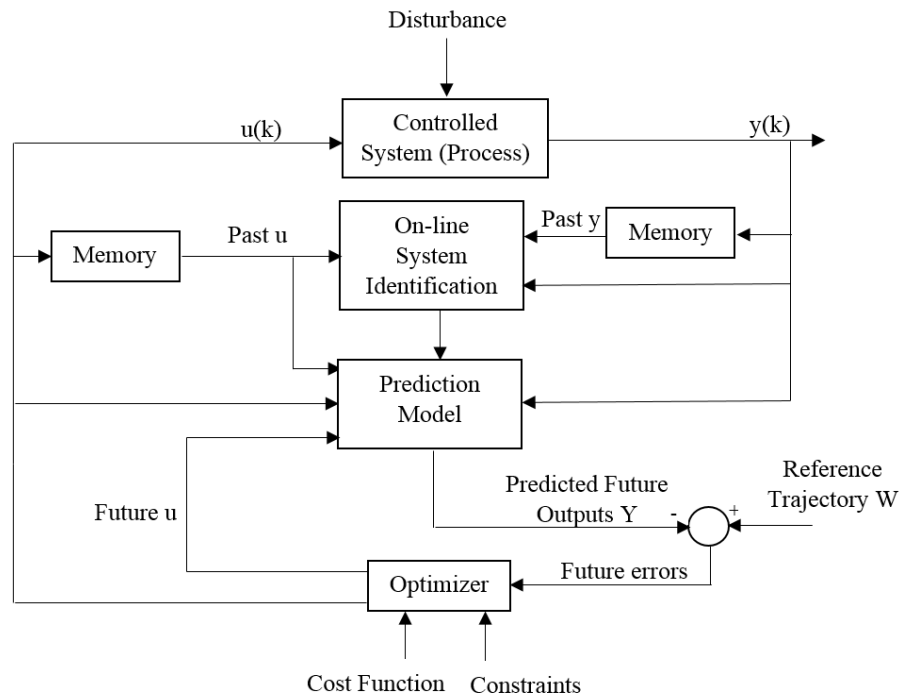 Disturbance
u(k)
Controlled
System (Process)
y(k)
Memory
Past u
On-line
System
Identification
Past y
Memory
Prediction
Model
Future u
Predicted Future
Outputs Y
-
+
Reference
Trajectory W
Optimizer
Future errors
Cost Function
Constraints